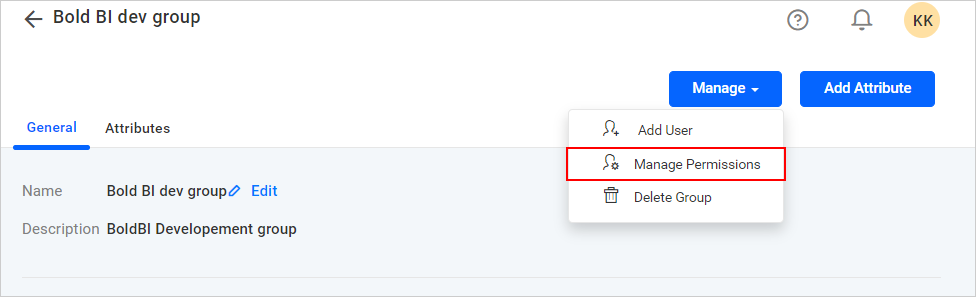 Bold BI dev group
KK
Manage
Add Attribute
General
Attributes
Add User
Manage Permissions
Delete Group
Name
Bold BI dev group
Edit
Description
BoldBI Developement group